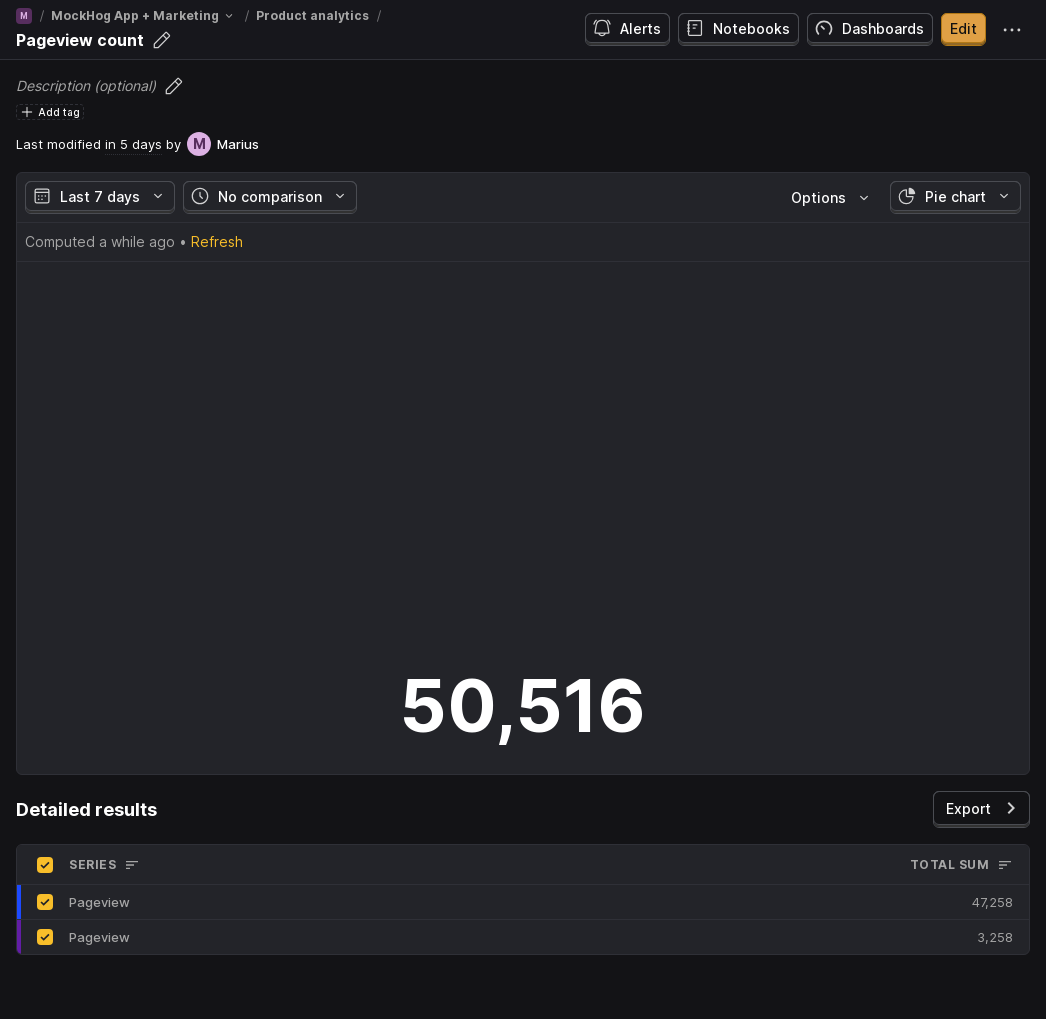 M / MockHog App + Marketing / Product analytics /
Pageview count
Alerts Notebooks Dashboards Edit
Description (optional)
Add tag
Last modified in 5 days by M Marius
Last 7 days No comparison Options Pie chart
Computed a while ago • Refresh
50,516
Detailed results Export
SERIES TOTAL SUM
Pageview 47,258
Pageview 3,258